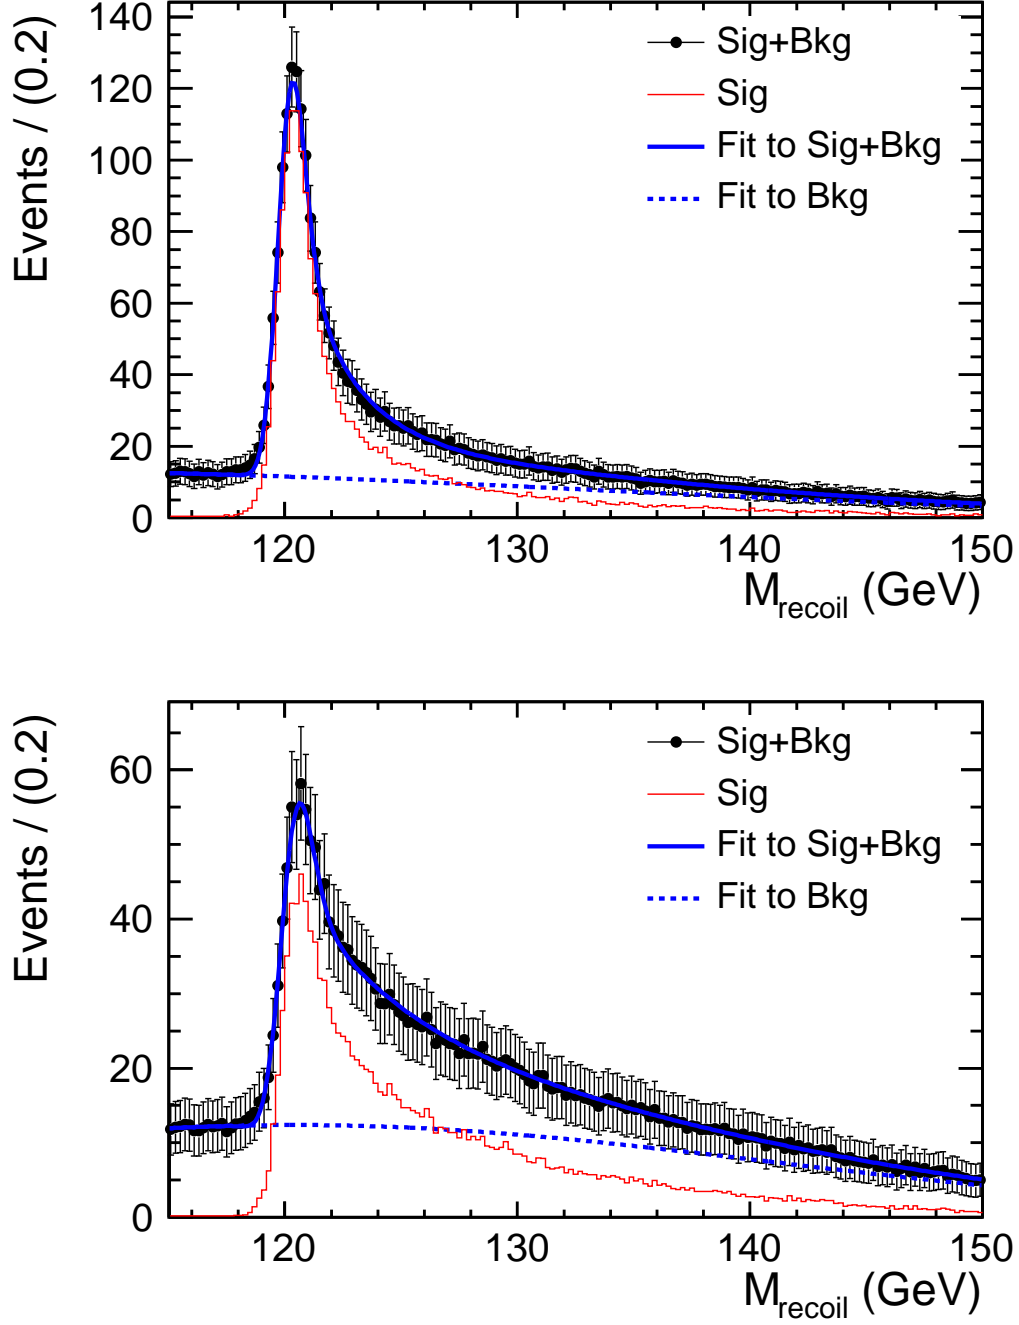 Events / (0.2)
140
120
100
80
60
40
20
0
Sig+Bkg
Sig
Fit to Sig+Bkg
Fit to Bkg
120 130 140 150
M_recoil (GeV)
Events / (0.2)
60
40
20
0
Sig+Bkg
Sig
Fit to Sig+Bkg
Fit to Bkg
120 130 140 150
M_recoil (GeV)